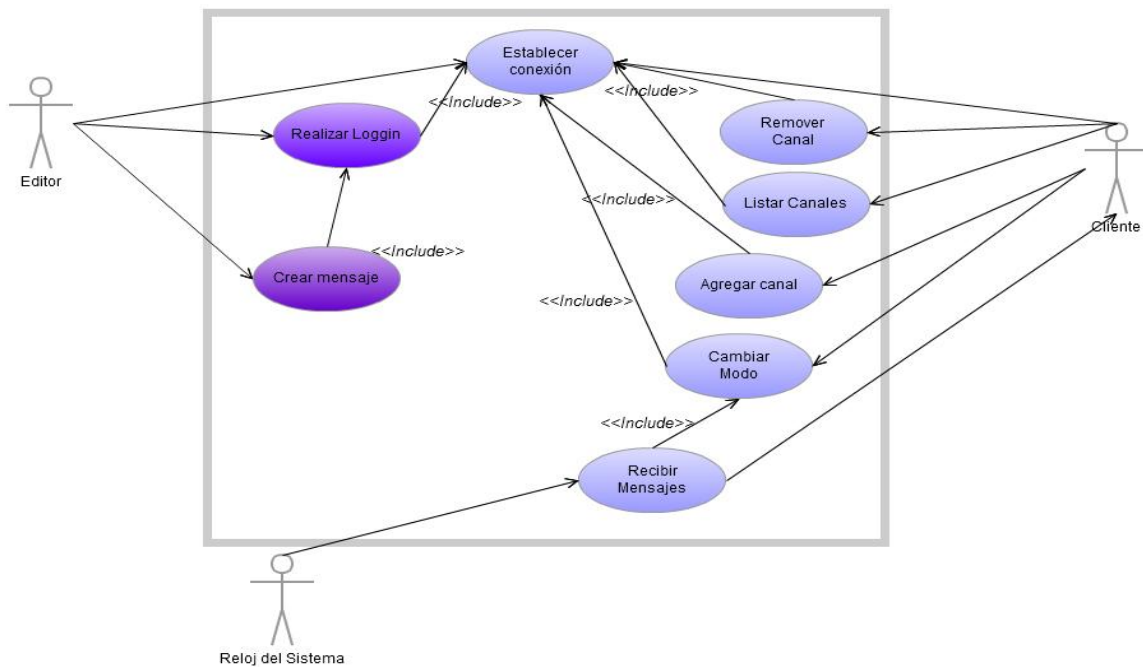 Establecer
conexión
<<Include>>
<<Include>>
Realizar Loggin
Remover
Canal
Editor
Listar Canales
<<Include>>
Cliente
<<Include>>
Crear mensaje
Agregar canal
<<Include>>
Cambiar
Modo
<<Include>>
Recibir
Mensajes
Reloj del Sistema